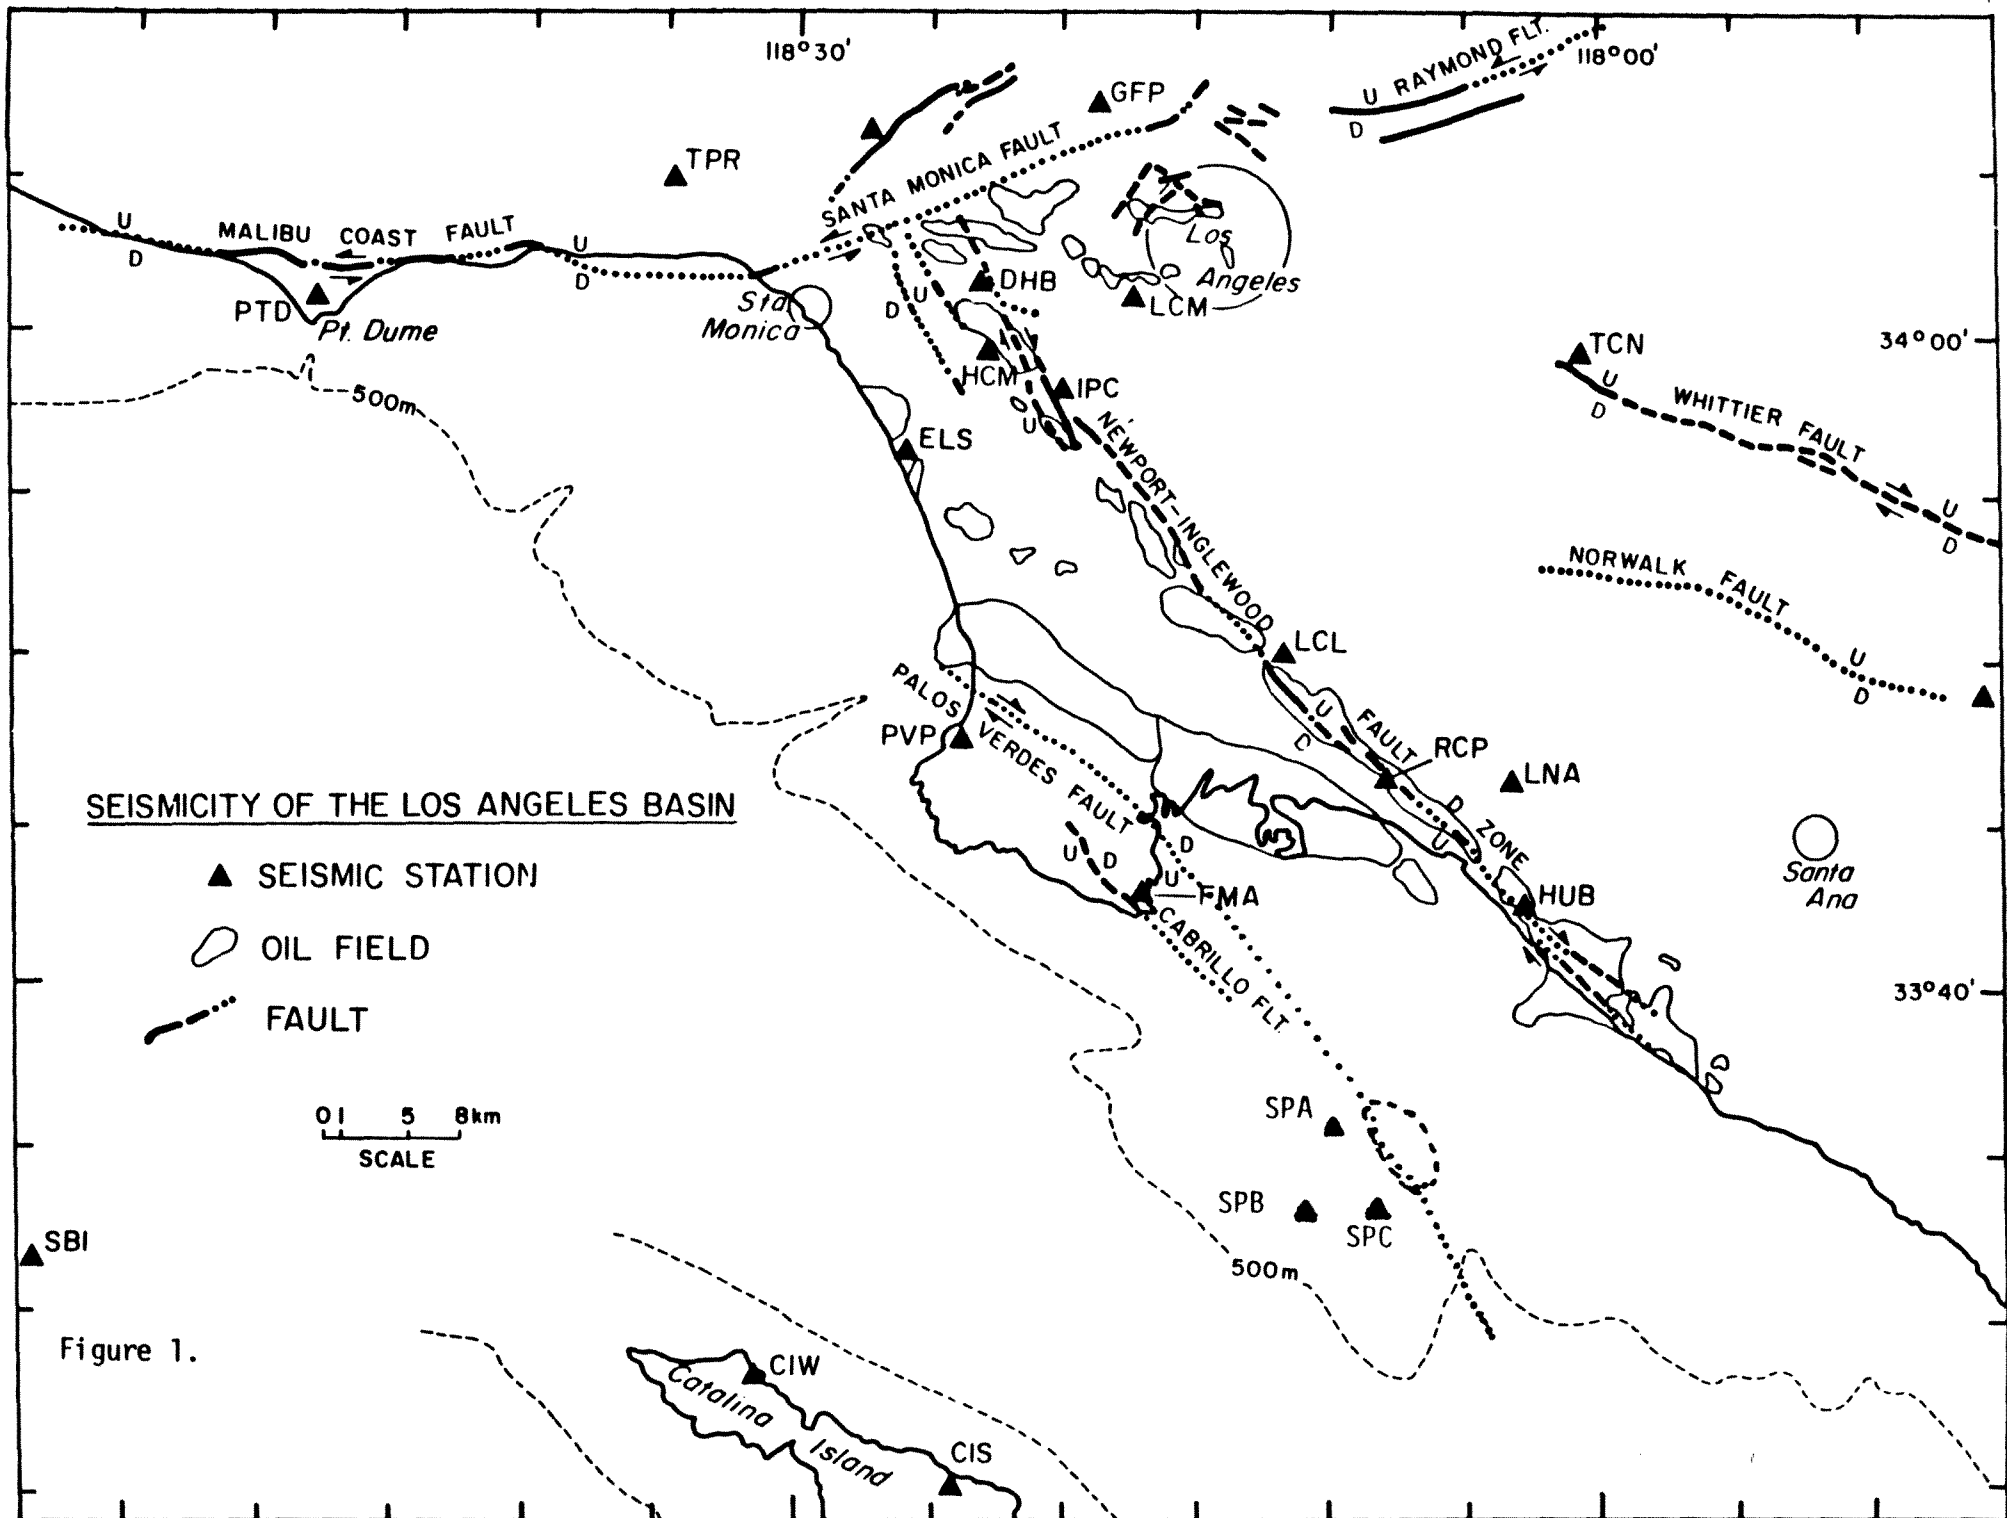 118°30'
118°00'
RAYMOND FLT.
U
D
GFP
TPR
SANTA MONICA FAULT
U
D
MALIBU COAST FAULT
U
D
PTD
Pt. Dume
Sta
Monica
Los
Angeles
DHB
D
U
LCM
HCM
IPC
U
34°00'
TCN
U
D
WHITTIER FAULT
U
D
500m
ELS
NEWPORT-INGLEWOOD
FAULT
ZONE
NORWALK FAULT
U
D
LCL
U
D
PALOS
VERDES FAULT
PVP
RCP
LNA
D
U
SEISMICITY OF THE LOS ANGELES BASIN
SEISMIC STATION
OIL FIELD
FAULT
U
D
D
U
FMA
CABRILLO FLT.
HUB
Santa
Ana
33°40'
0 1 5 8km
SCALE
SPA
SPB
SPC
SBI
500m
Figure 1.
CIW
Catalina
Island
CIS